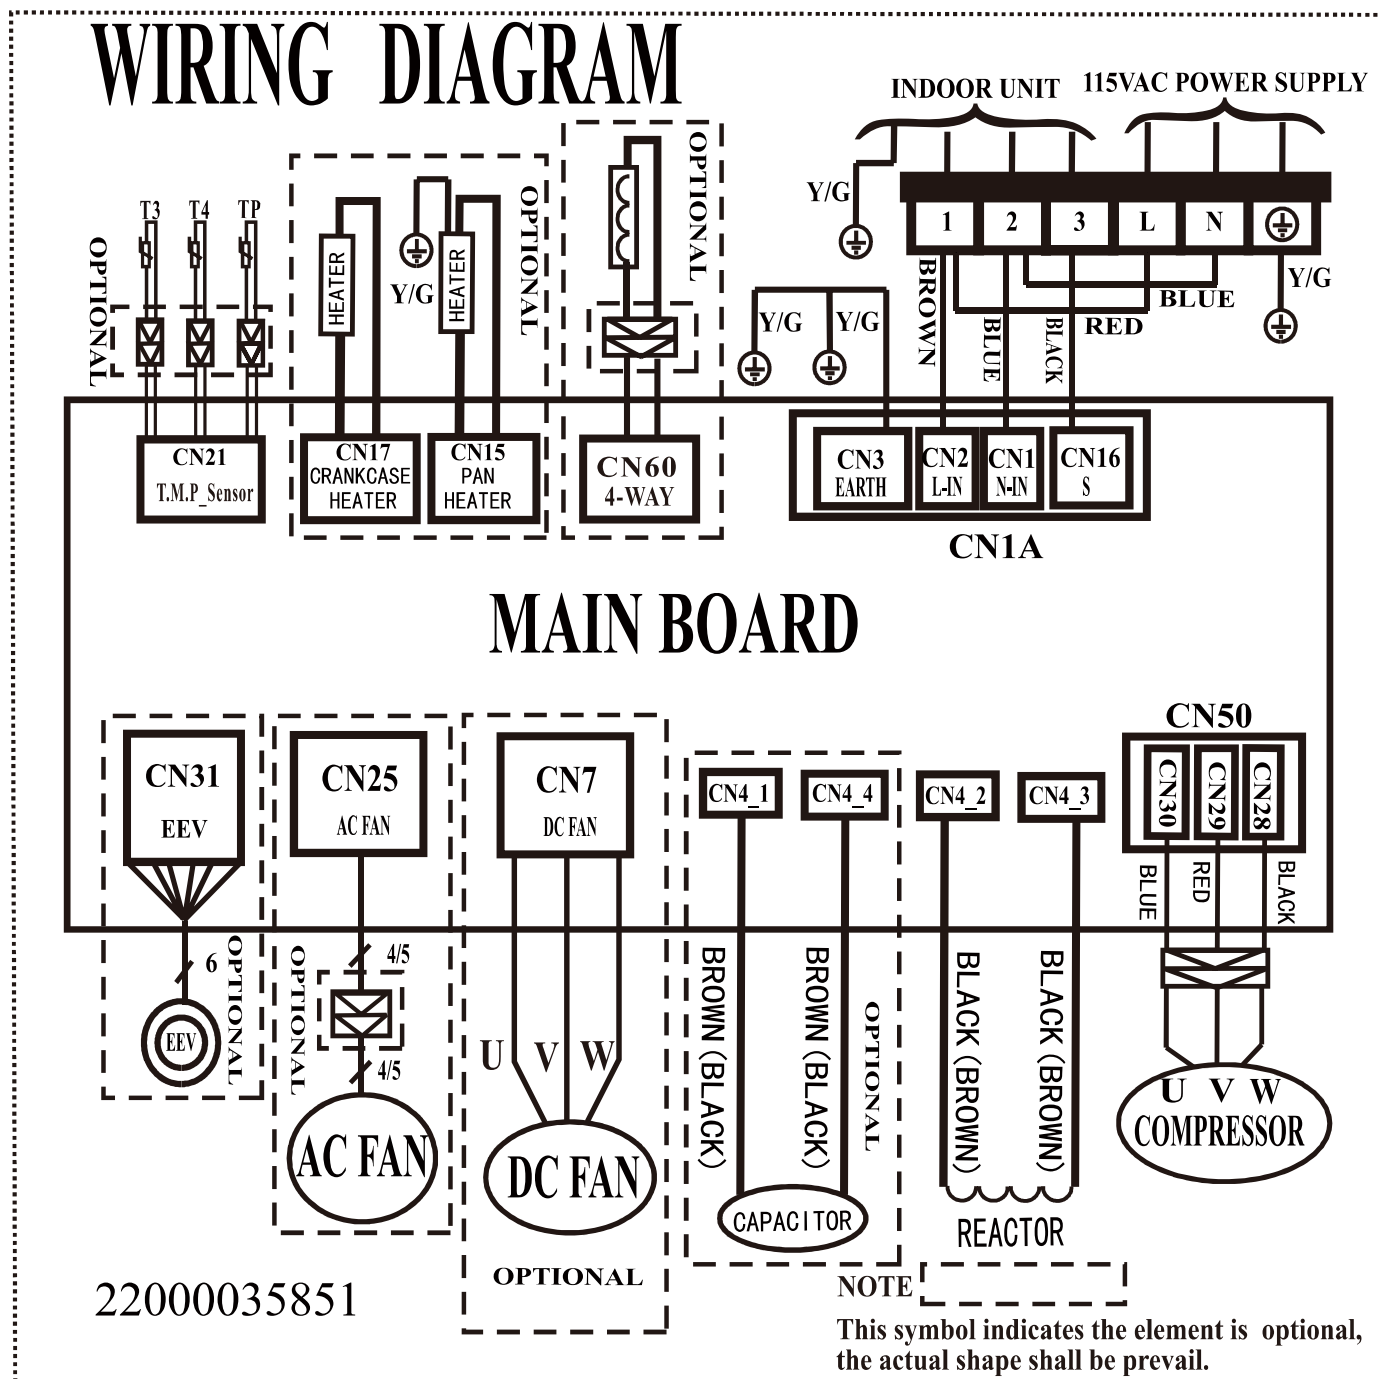 WIRING DIAGRAM
INDOOR UNIT
115VAC POWER SUPPLY
OPTIONAL
T3
T4
TP
OPTIONAL
HEATER
Y/G
HEATER
OPTIONAL
Y/G
1
2
3
L
N
Y/G
Y/G
Y/G
BROWN
BLUE
BLACK
BLUE
RED
CN21
T.M.P_Sensor
CN17
CRANKCASE
HEATER
CN15
PAN
HEATER
CN60
4-WAY
CN3
EARTH
CN2
L-IN
CN1
N-IN
CN16
S
CN1A
MAIN BOARD
CN31
EEV
CN25
AC FAN
CN7
DC FAN
CN4_1
CN4_4
CN4_2
CN4_3
CN50
CN30
CN29
CN28
BLUE
RED
BLACK
6
OPTIONAL
EEV
OPTIONAL
4/5
4/5
AC FAN
U
V
W
DC FAN
OPTIONAL
BROWN(BLACK)
BROWN(BLACK)
OPTIONAL
CAPACITOR
BLACK(BROWN)
BLACK(BROWN)
REACTOR
U V W
COMPRESSOR
22000035851
NOTE
This symbol indicates the element is optional,
the actual shape shall be prevail.